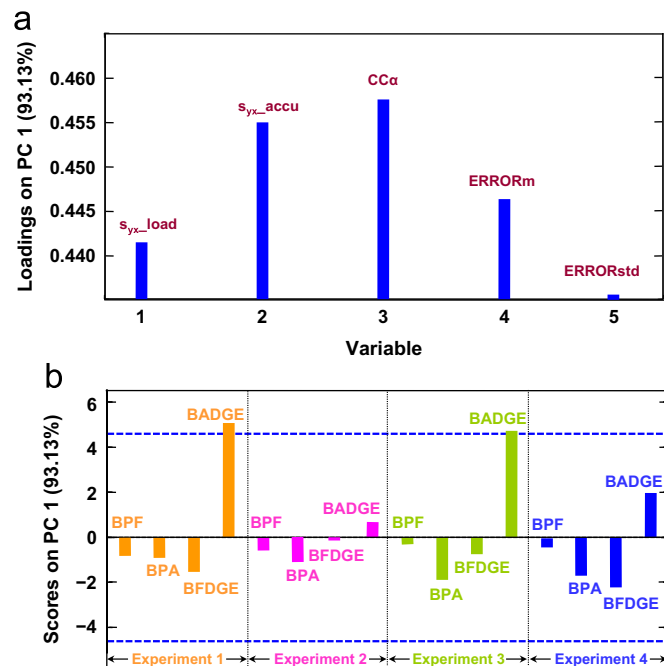 a
Loadings on PC 1 (93.13%)
0.460
0.455
0.450
0.445
0.440
s_yx_load
s_yx_accu
CCα
ERRORm
ERRORstd
1 2 3 4 5
Variable
b
Scores on PC 1 (93.13%)
6
4
2
0
−2
−4
BPF
BPA
BFDGE
BADGE
BPF
BPA
BFDGE
BADGE
BPF
BPA
BFDGE
BADGE
BPF
BPA
BFDGE
BADGE
Experiment 1 Experiment 2 Experiment 3 Experiment 4